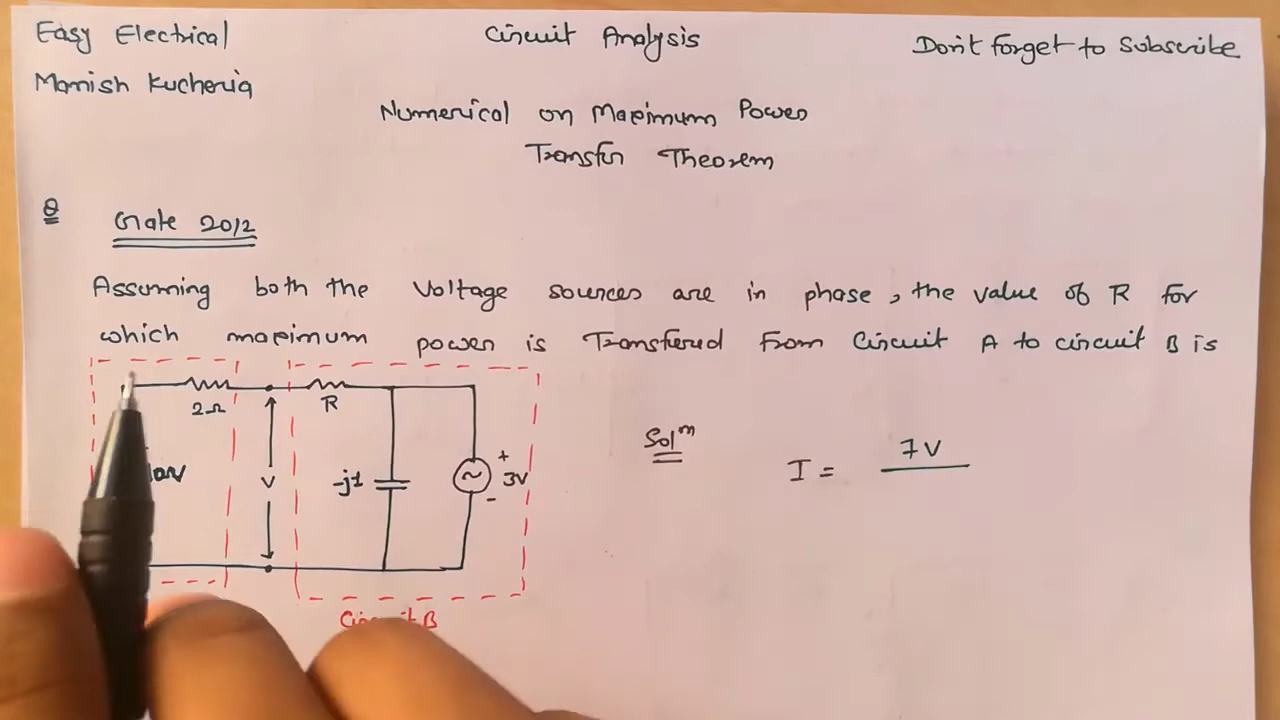 Easy Electrical
Circuit Analysis
Don't forget to Subscribe
Manish Kucheria
Numerical on Maximum Power
Transfer Theorem
Q
Gate 2012
Assuming both the Voltage sources are in phase, the value of R for
which maximum power is Transfered From Circuit A to circuit B is
2Ω
R
V
-j1
+
3V
-
Soln
I = 7V